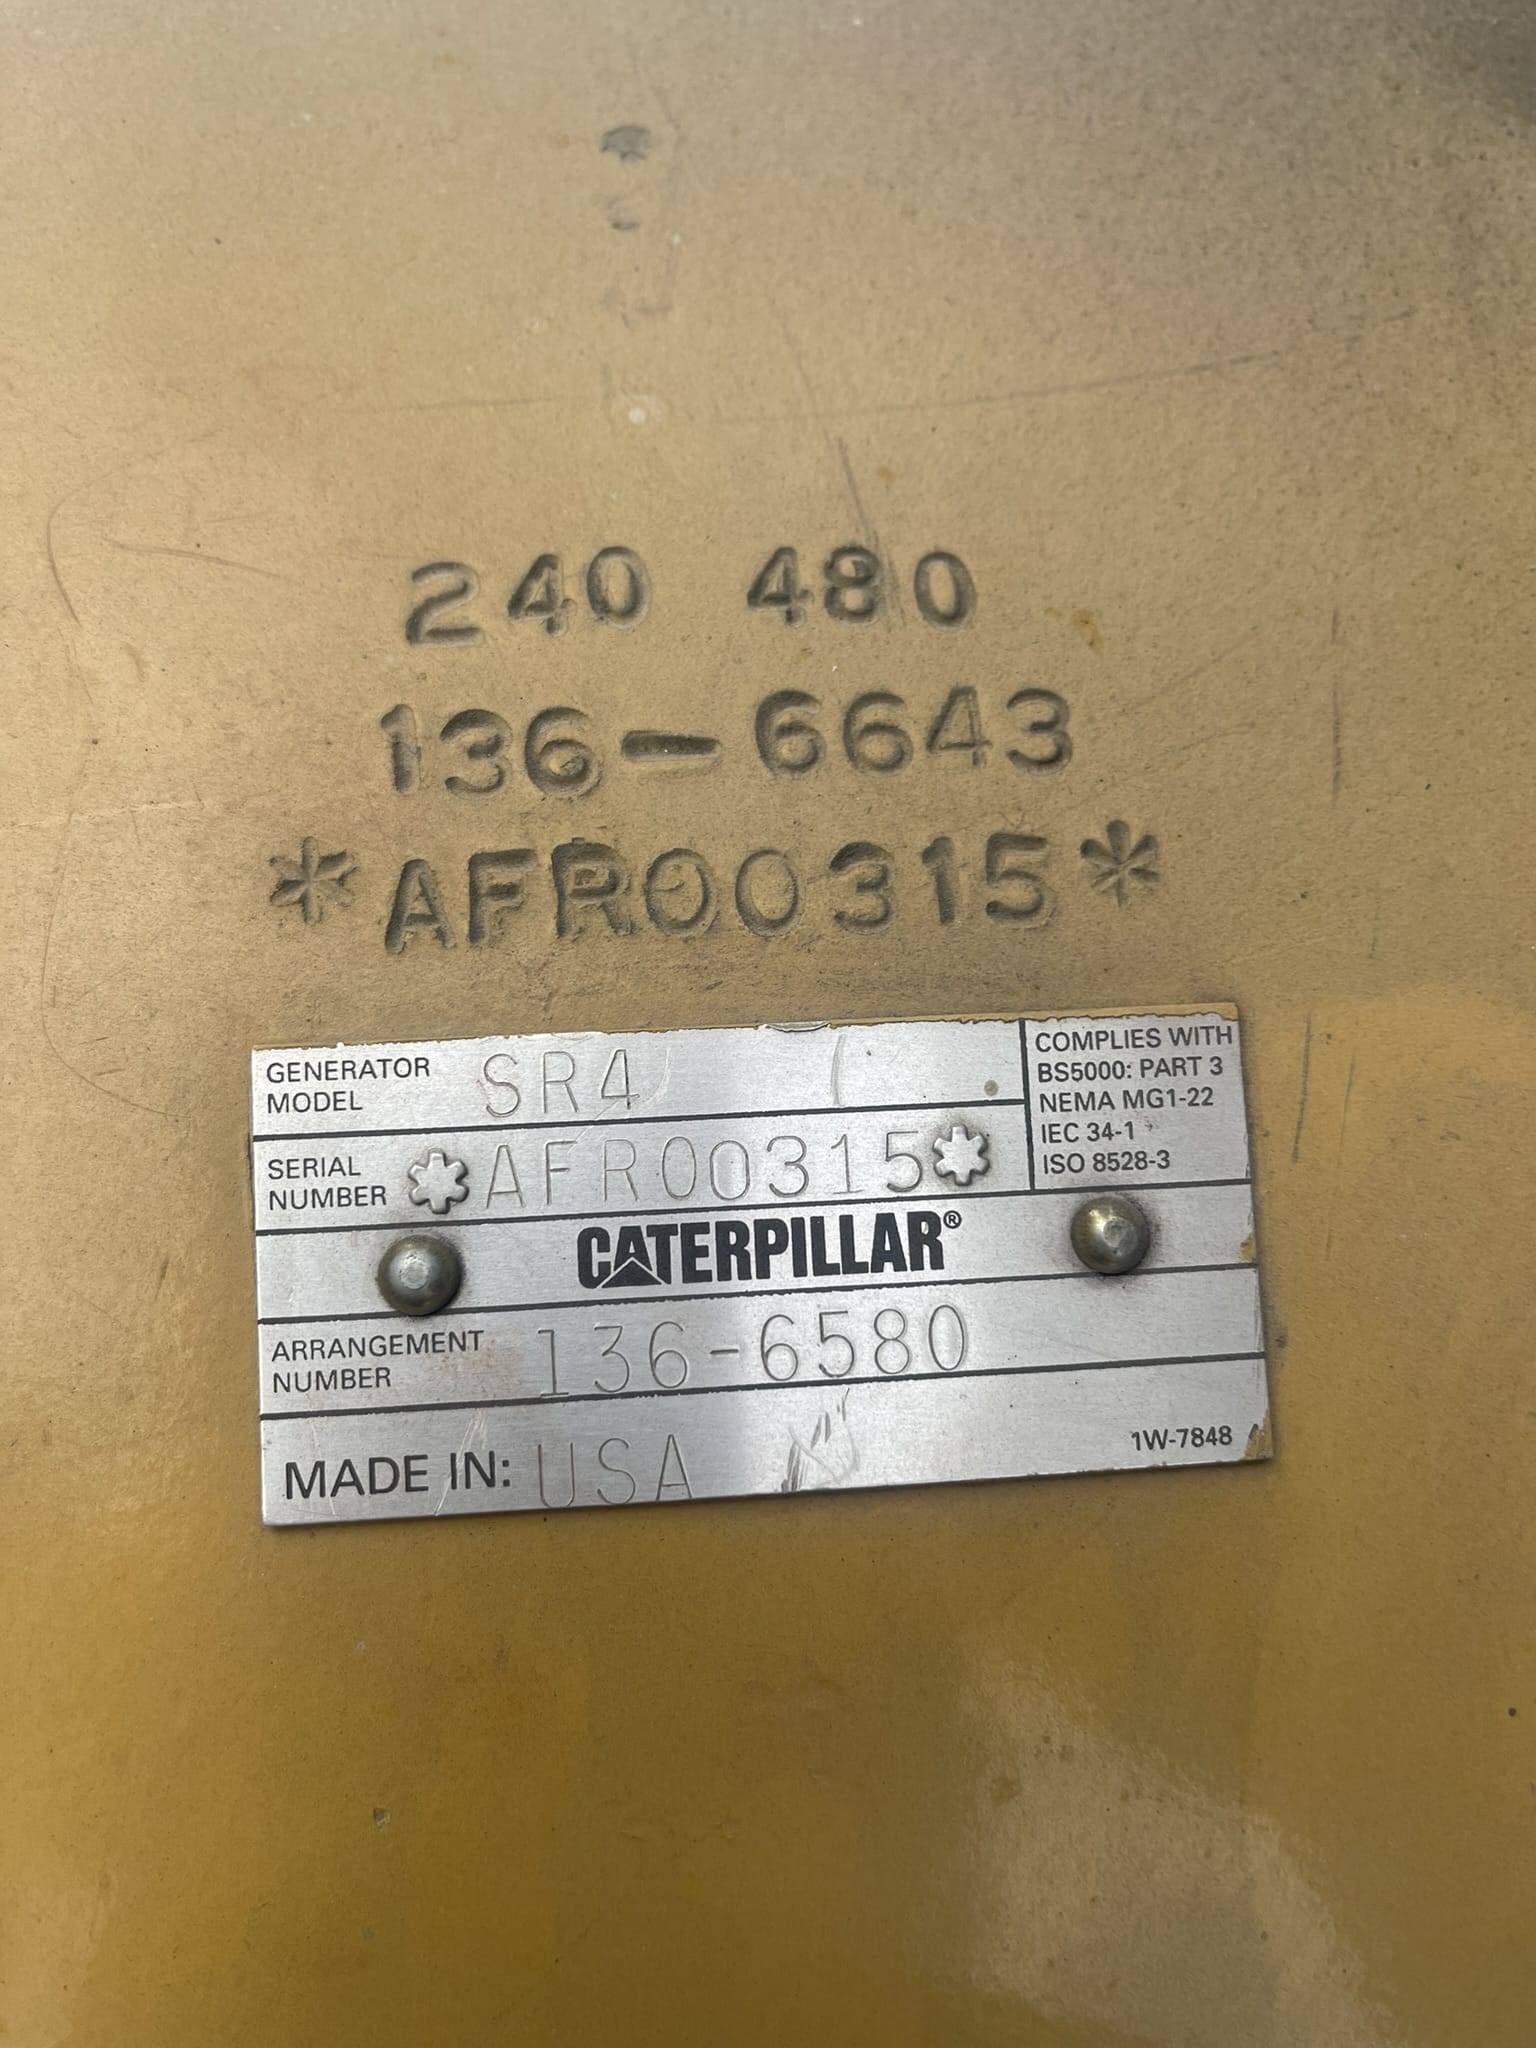 240 480
136-6643
*AFR00315*
GENERATOR MODEL SR4
COMPLIES WITH
BS5000: PART 3
NEMA MG1-22
IEC 34-1
ISO 8528-3
SERIAL NUMBER *AFR00315*
CATERPILLAR®
ARRANGEMENT NUMBER 136-6580
MADE IN: USA
1W-7848